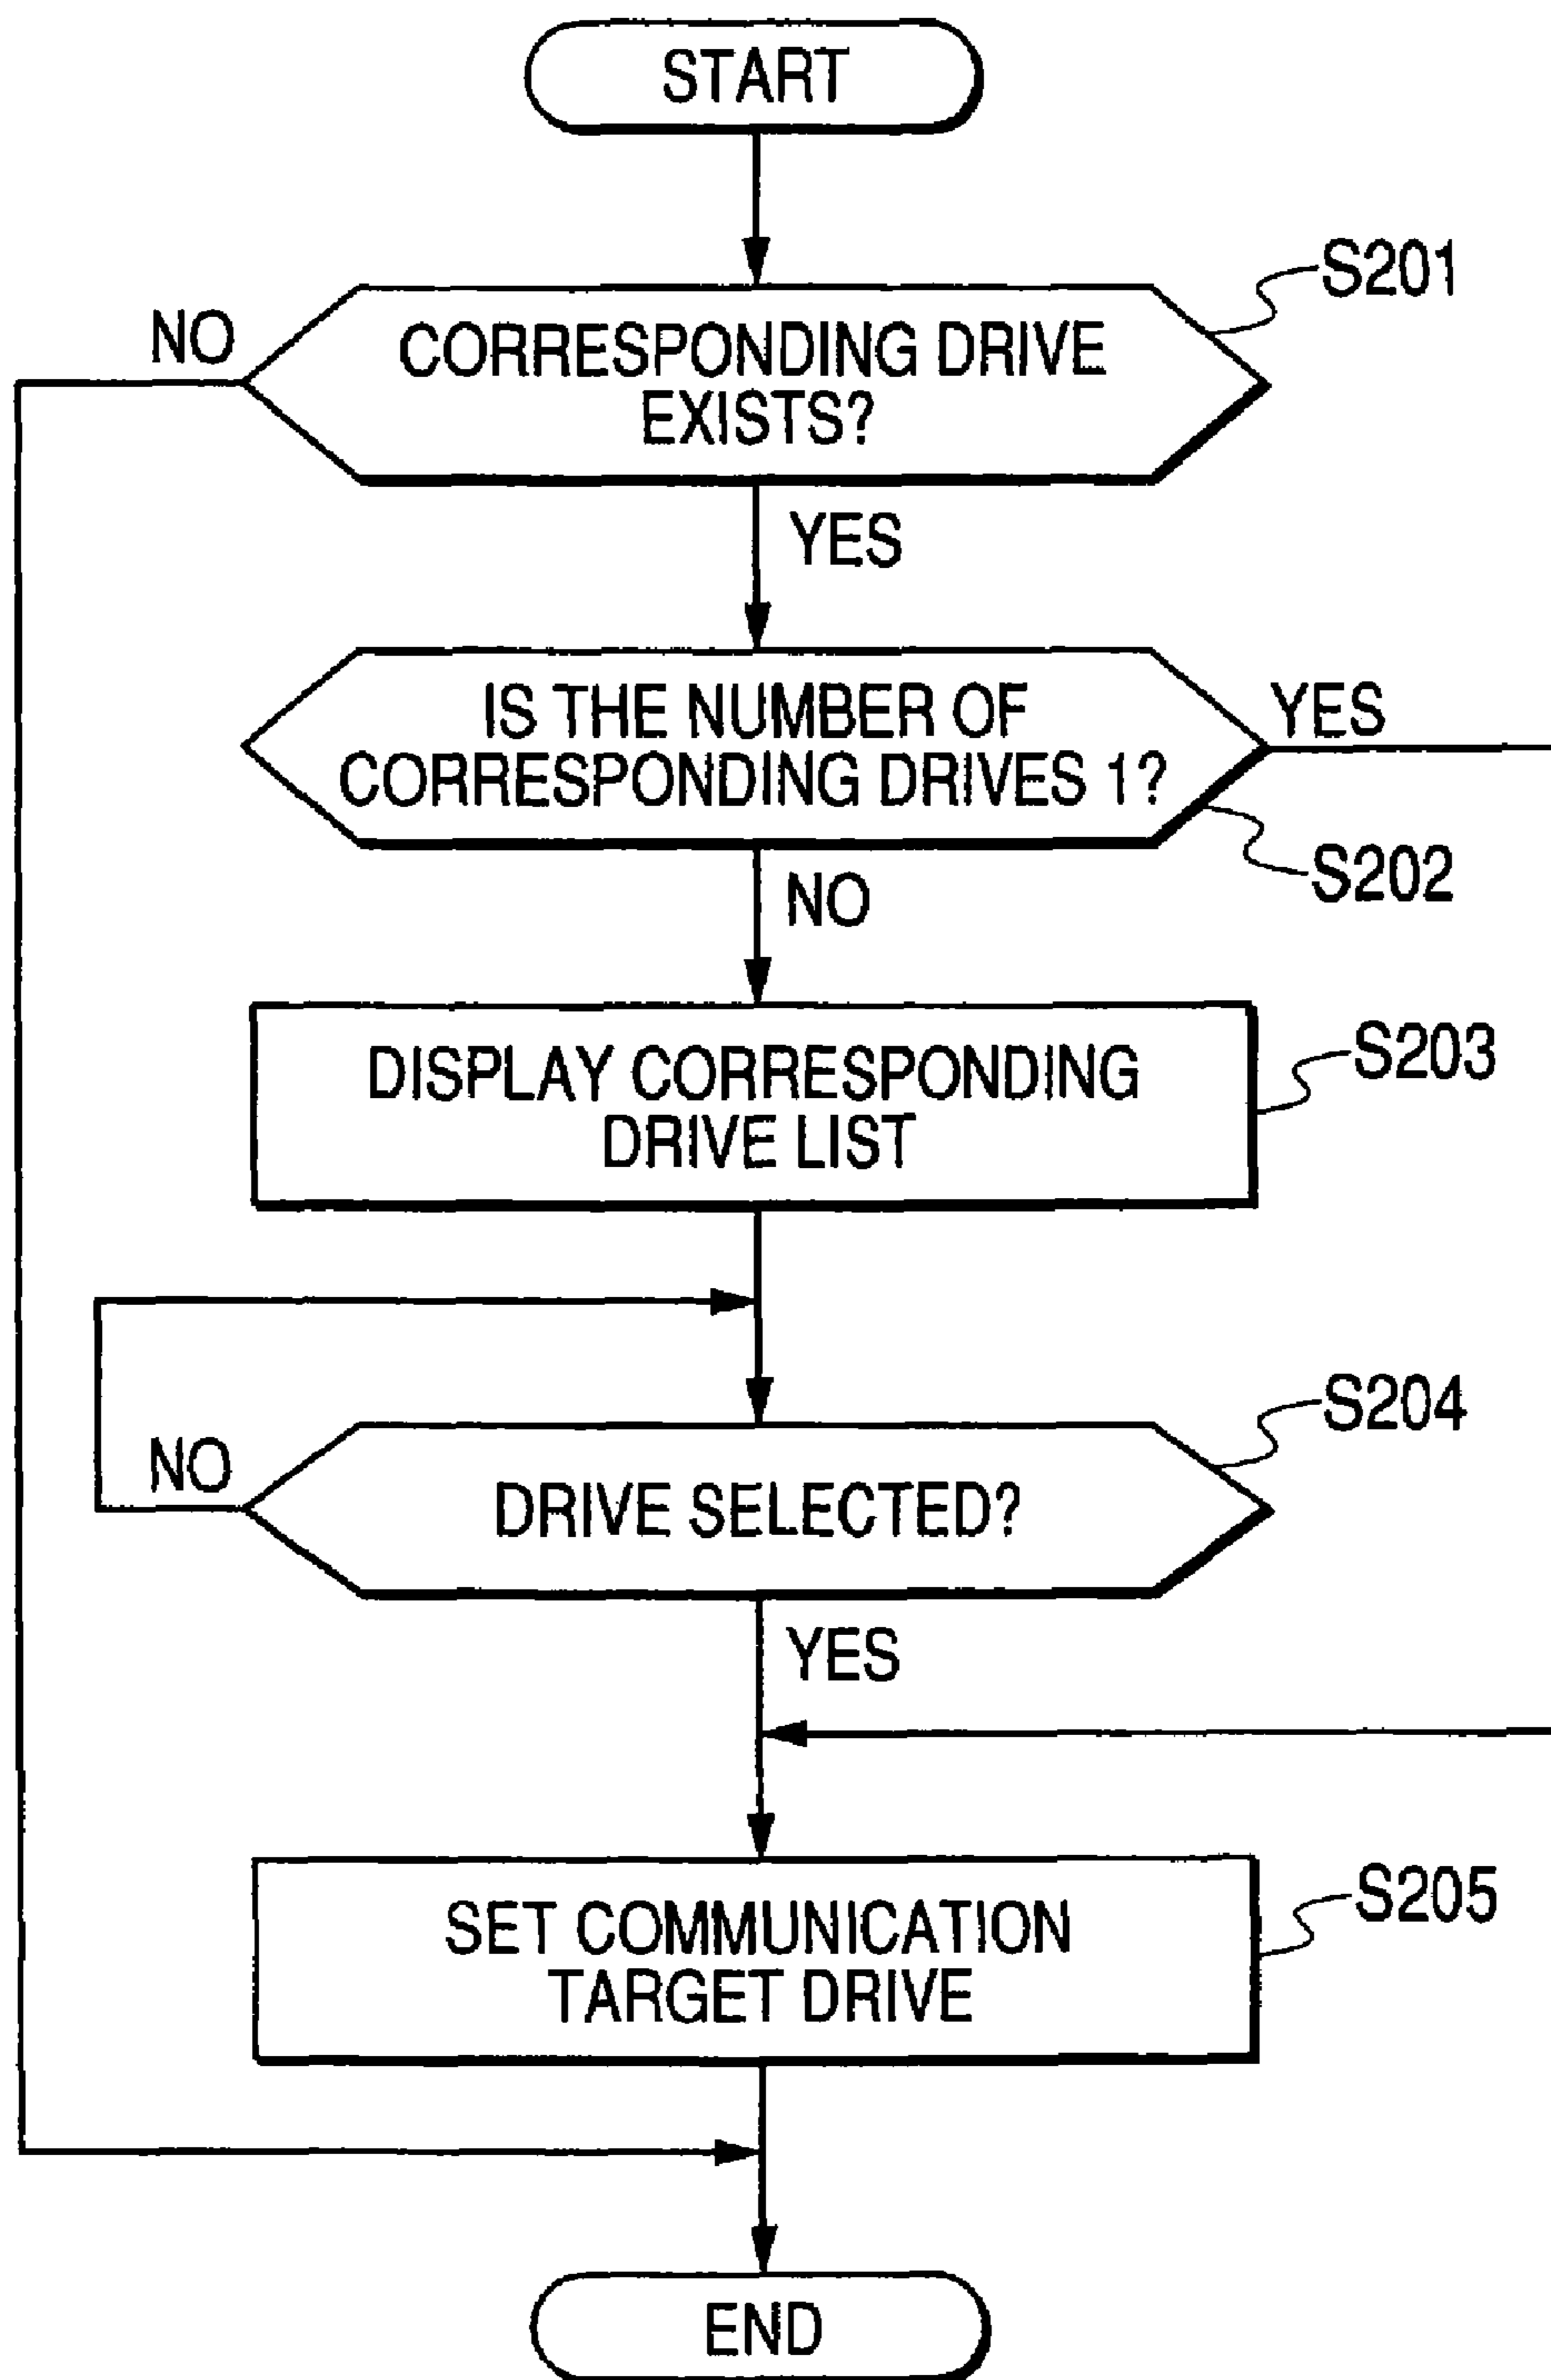 START
S201
NO
CORRESPONDING DRIVE
EXISTS?
YES
IS THE NUMBER OF
CORRESPONDING DRIVES 1?
YES
S202
NO
S203
DISPLAY CORRESPONDING
DRIVE LIST
S204
NO
DRIVE SELECTED?
YES
S205
SET COMMUNICATION
TARGET DRIVE
END